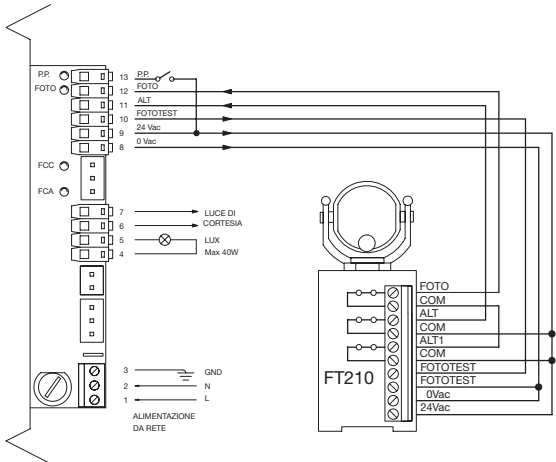 P.P. 13 P.P.
FOTO 12 FOTO
11 ALT
10 FOTOTEST
9 24 Vac
8 0 Vac
FCC
FCA
7 LUCE DI
6 CORTESIA
5 LUX
4 Max 40W
3 GND
2 N
1 L
ALIMENTAZIONE
DA RETE
FT210
FOTO
COM
ALT
COM
ALT1
COM
FOTOTEST
FOTOTEST
0Vac
24Vac